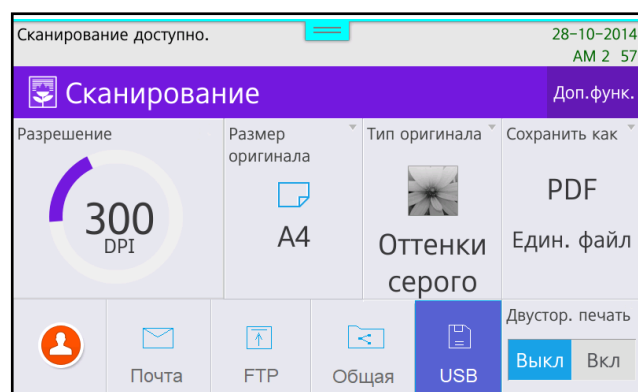 Сканирование доступно.
28-10-2014
AM 2 57
Сканирование
Доп.функ.
Разрешение
300
DPI
Размер
оригинала
A4
Тип оригинала
Оттенки
серого
Сохранить как
PDF
Един. файл
Почта
FTP
Общая
USB
Двустор. печать
Выкл
Вкл